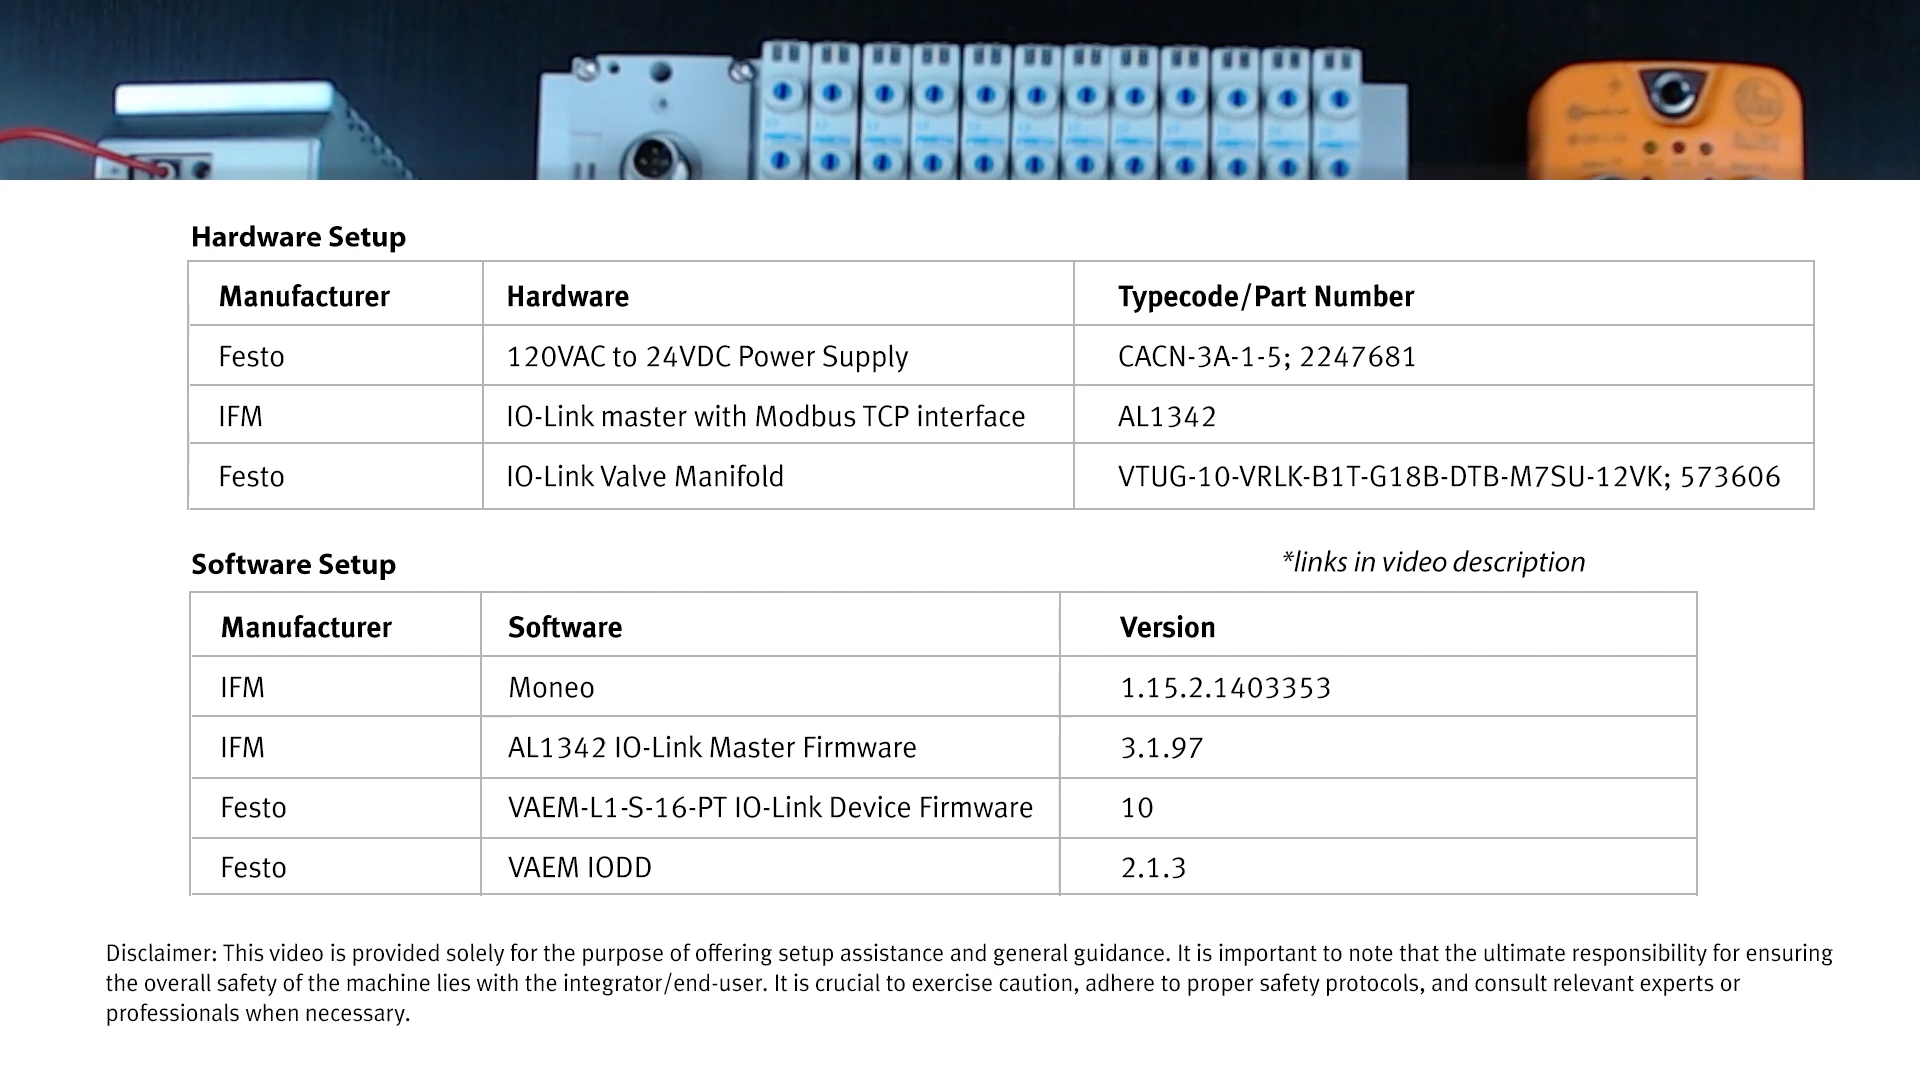 Hardware Setup
Manufacturer Hardware Typecode/Part Number
Festo 120VAC to 24VDC Power Supply CACN-3A-1-5; 2247681
IFM IO-Link master with Modbus TCP interface AL1342
Festo IO-Link Valve Manifold VTUG-10-VRLK-B1T-G18B-DTB-M7SU-12VK; 573606
Software Setup *links in video description
Manufacturer Software Version
IFM Moneo 1.15.2.1403353
IFM AL1342 IO-Link Master Firmware 3.1.97
Festo VAEM-L1-S-16-PT IO-Link Device Firmware 10
Festo VAEM IODD 2.1.3
Disclaimer: This video is provided solely for the purpose of offering setup assistance and general guidance. It is important to note that the ultimate responsibility for ensuring
the overall safety of the machine lies with the integrator/end-user. It is crucial to exercise caution, adhere to proper safety protocols, and consult relevant experts or
professionals when necessary.